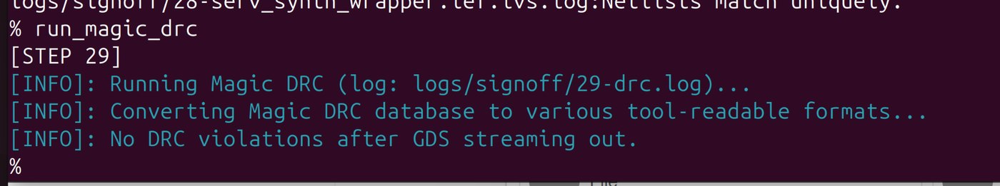 logs/signoff/28-serv_synth_wrapper.lef.lvs.log:Netlists match uniquely.
% run_magic_drc
[STEP 29]
[INFO]: Running Magic DRC (log: logs/signoff/29-drc.log)...
[INFO]: Converting Magic DRC database to various tool-readable formats...
[INFO]: No DRC violations after GDS streaming out.
%
File